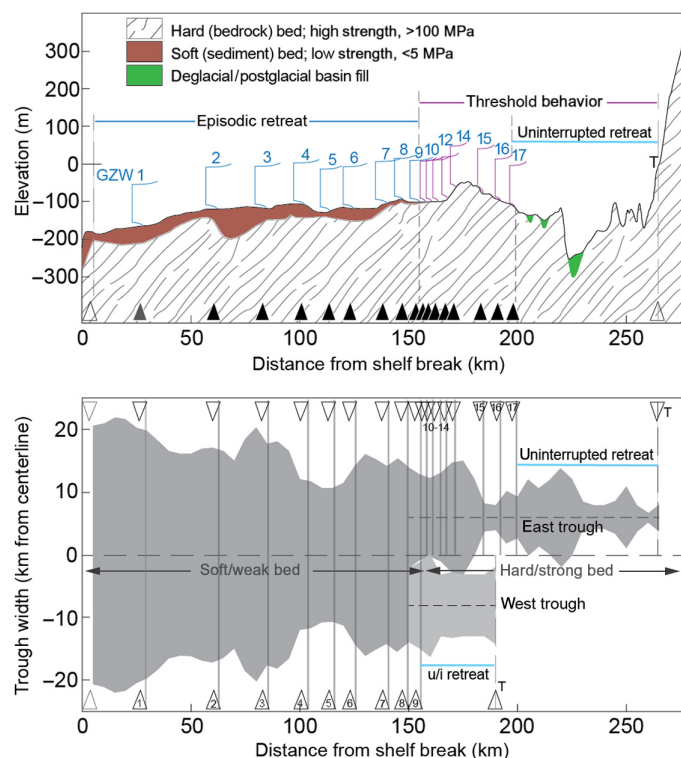 Hard (bedrock) bed; high strength, >100 MPa
Soft (sediment) bed; low strength, <5 MPa
Deglacial/postglacial basin fill
Elevation (m)
300
200
100
0
−100
−200
−300
Episodic retreat
Threshold behavior
Uninterrupted retreat
GZW 1
2
3
4
5
6
7
8
9
10
12
14
15
16
17
T
0
50
100
150
200
250
Distance from shelf break (km)
Trough width (km from centerline)
20
10
0
−10
−20
15
16
17
T
10
-14
Uninterrupted retreat
East trough
Soft/weak bed
Hard/strong bed
West trough
u/i retreat
T
1
2
3
4
5
6
7
8
9
0
50
100
150
200
250
Distance from shelf break (km)